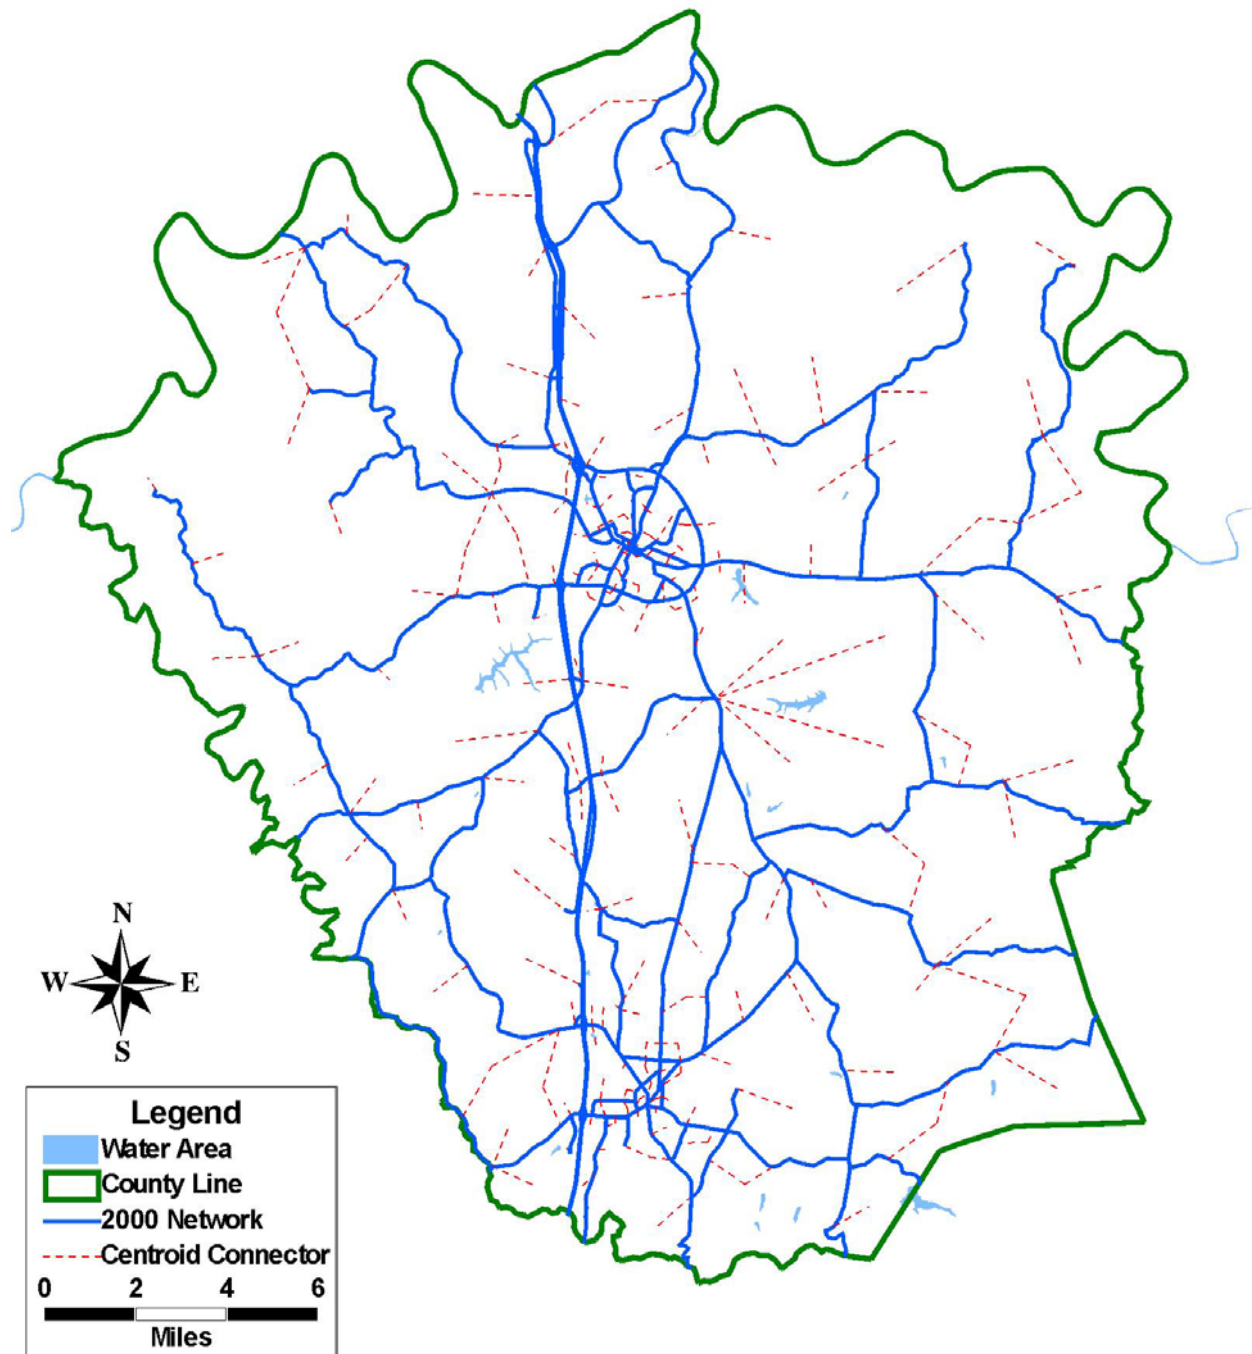 N
W E
S
Legend
Water Area
County Line
2000 Network
Centroid Connector
0 2 4 6
Miles